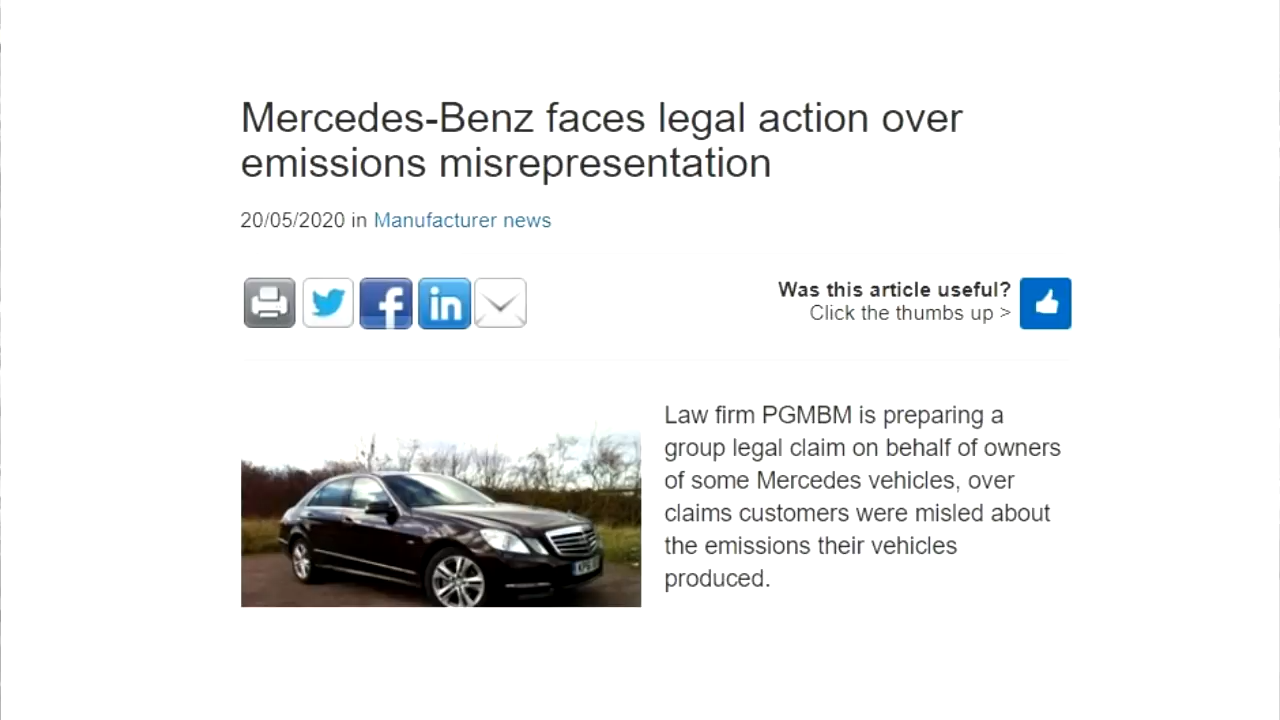 Mercedes-Benz faces legal action over
emissions misrepresentation
20/05/2020 in Manufacturer news
Was this article useful?
Click the thumbs up >
Law firm PGMBM is preparing a
group legal claim on behalf of owners
of some Mercedes vehicles, over
claims customers were misled about
the emissions their vehicles
produced.